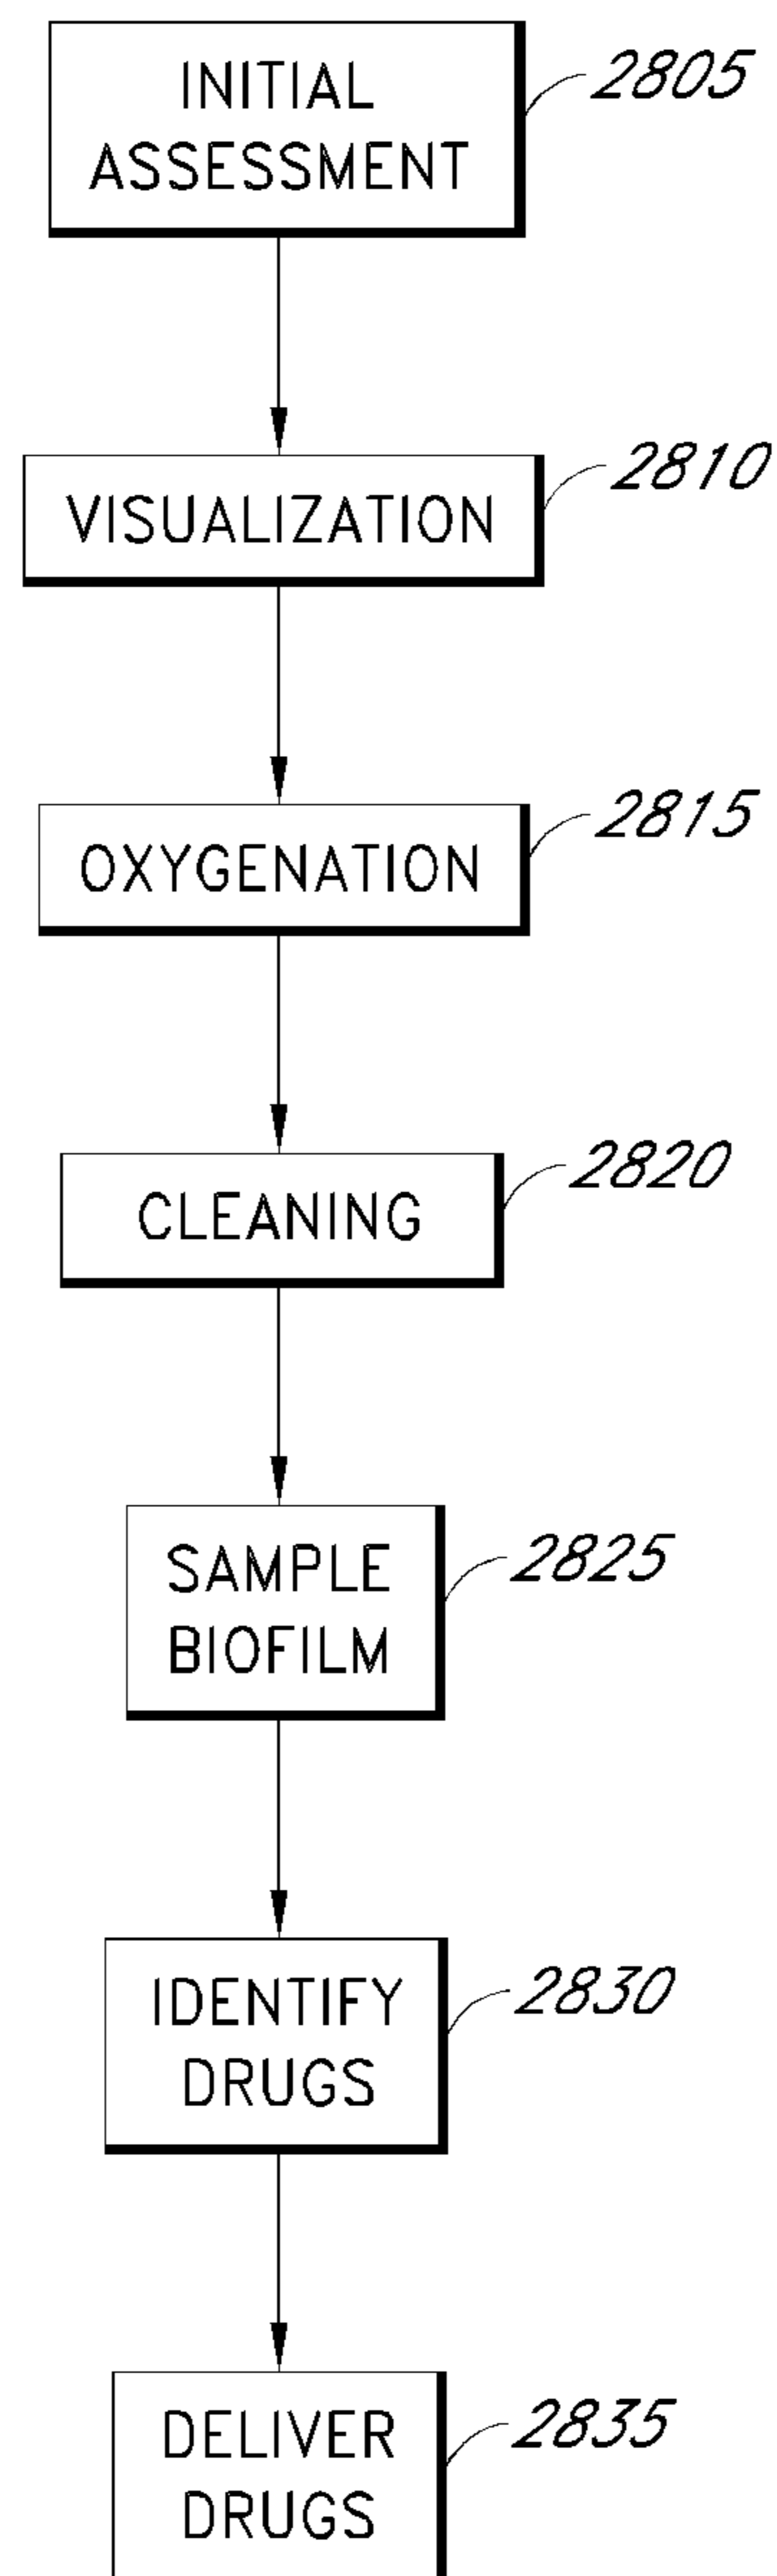 INITIAL
ASSESSMENT
2805
VISUALIZATION
2810
OXYGENATION
2815
CLEANING
2820
SAMPLE
BIOFILM
2825
IDENTIFY
DRUGS
2830
DELIVER
DRUGS
2835